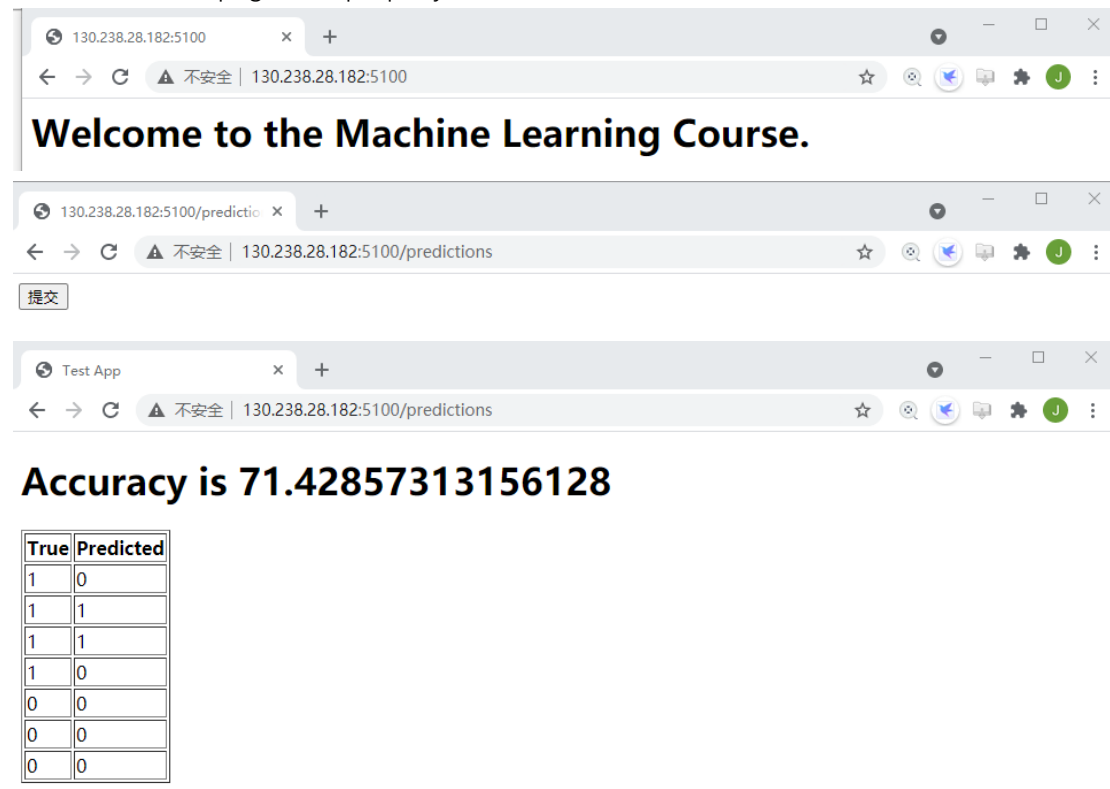 130.238.28.182:5100
不安全 | 130.238.28.182:5100
J
Welcome to the Machine Learning Course.
130.238.28.182:5100/predictio
不安全 | 130.238.28.182:5100/predictions
J
提交
Test App
不安全 | 130.238.28.182:5100/predictions
J
Accuracy is 71.42857313156128
True Predicted
1 0
1 1
1 1
1 0
0 0
0 0
0 0